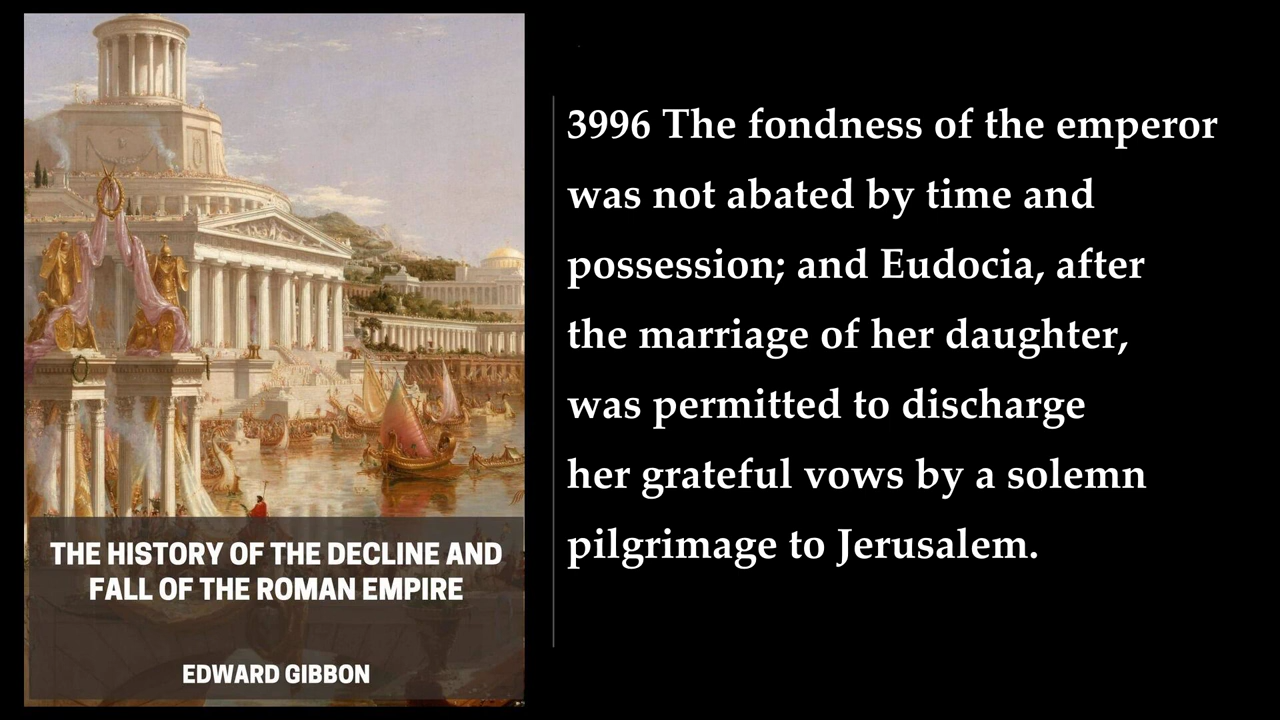 THE HISTORY OF THE DECLINE AND
FALL OF THE ROMAN EMPIRE
EDWARD GIBBON
3996 The fondness of the emperor
was not abated by time and
possession; and Eudocia, after
the marriage of her daughter,
was permitted to discharge
her grateful vows by a solemn
pilgrimage to Jerusalem.